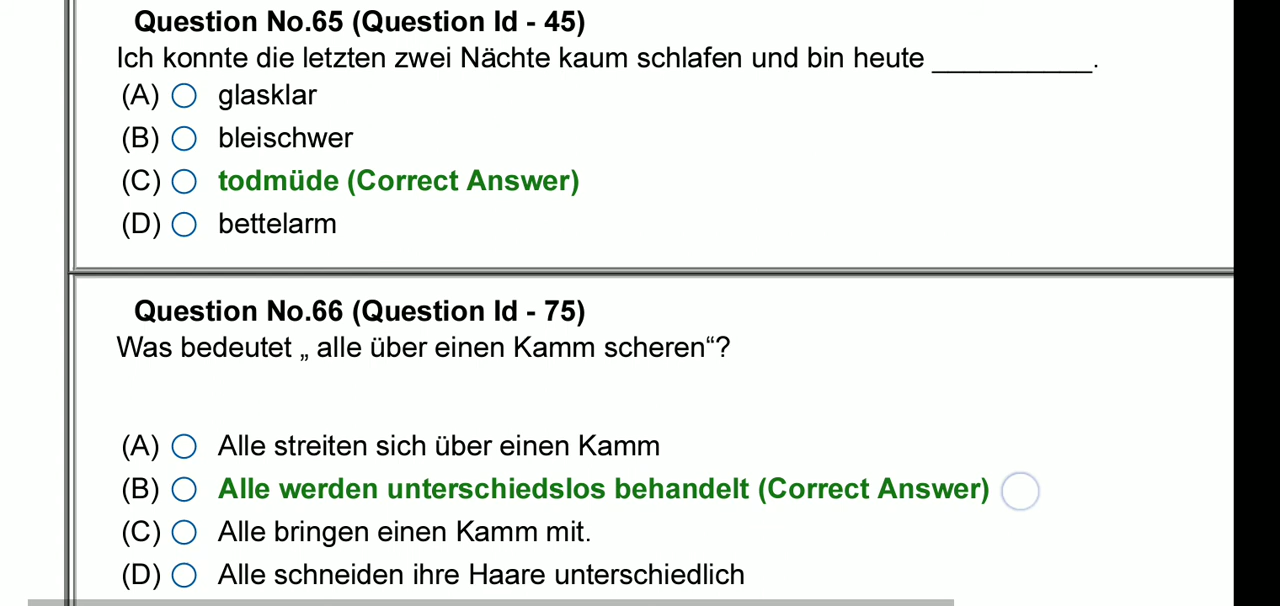 Question No.65 (Question Id - 45)
Ich konnte die letzten zwei Nächte kaum schlafen und bin heute __________.
(A) glasklar
(B) bleischwer
(C) todmüde (Correct Answer)
(D) bettelarm
Question No.66 (Question Id - 75)
Was bedeutet „ alle über einen Kamm scheren“?
(A) Alle streiten sich über einen Kamm
(B) Alle werden unterschiedslos behandelt (Correct Answer)
(C) Alle bringen einen Kamm mit.
(D) Alle schneiden ihre Haare unterschiedlich